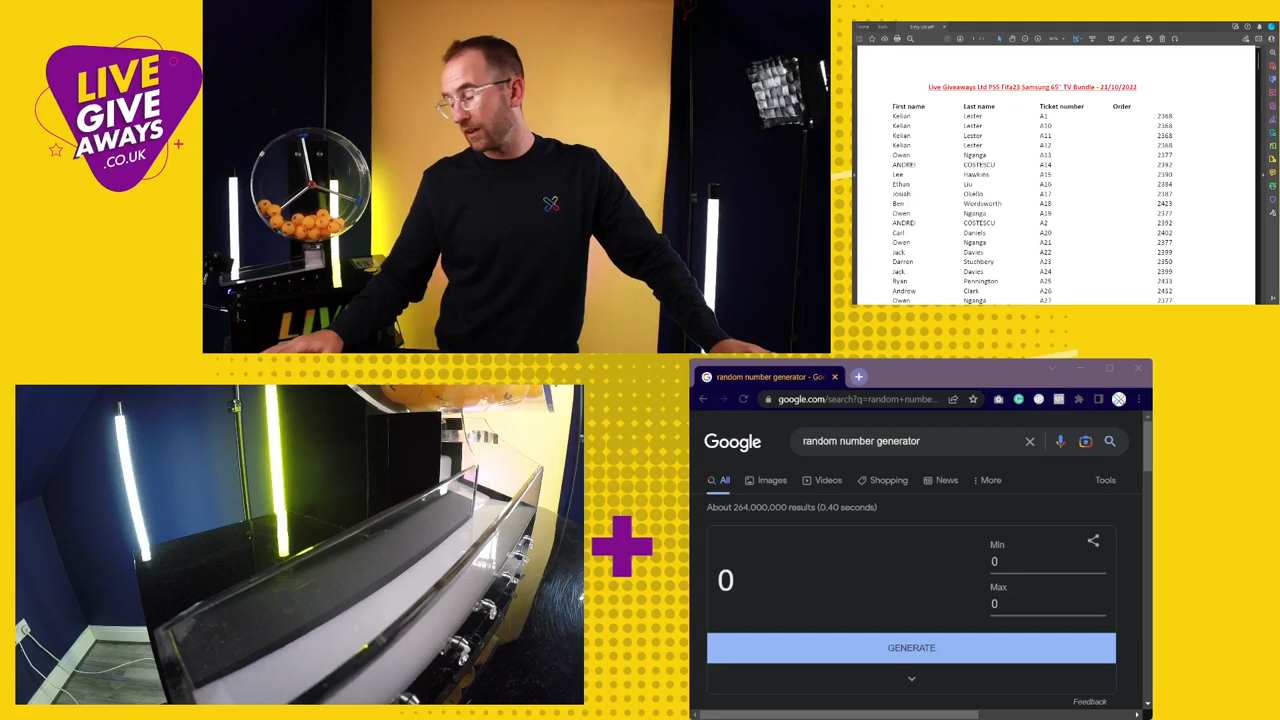 LIVE
GIVE
AWAYS
.CO.UK
Live Giveaways Ltd PS5 Fifa23 Samsung 65" TV Bundle - 21/10/2022
First name Last name Ticket number Order
Kelian Lester A1 2368
Kelian Lester A10 2368
Kelian Lester A11 2368
Kelian Lester A12 2368
Owen Nganga A13 2377
ANDREI COSTESCU A14 2392
Lee Hawkins A15 2390
Ethan Liu A16 2384
Josiah Okello A17 2387
Ben Wordsworth A18 2423
Owen Nganga A19 2377
ANDREI COSTESCU A2 2392
Carl Daniels A20 2402
Owen Nganga A21 2377
Jack Davies A22 2399
Darren Stuchbery A23 2350
Jack Davies A24 2399
Ryan Pennington A25 2433
Andrew Clark A26 2432
Owen Nganga A27 2377
LIVE
random number generator - Goo
google.com/search?q=random+numbe...
Google random number generator
All Images Videos Shopping News More Tools
About 264,000,000 results (0.40 seconds)
Min
0
0
Max
0
GENERATE
Feedback